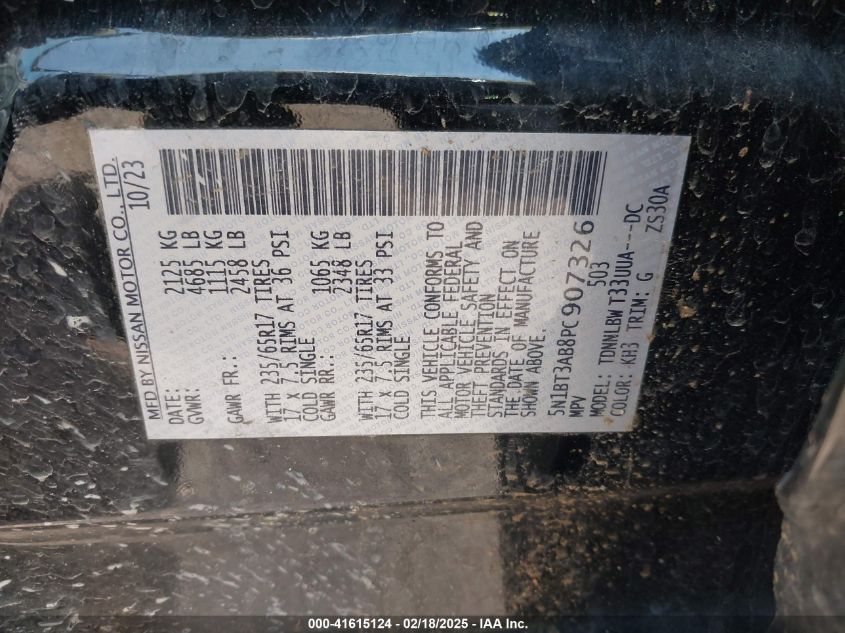 MFD BY NISSAN MOTOR CO., LTD.
DATE: 10/23
GVWR: 2125 KG
4685 LB
GAWR FR.: 1115 KG
2458 LB
WITH 235/65R17 TIRES
17 X 7.5 RIMS AT 36 PSI
COLD SINGLE
GAWR RR.: 1065 KG
2348 LB
WITH 235/65R17 TIRES
17 X 7.5 RIMS AT 33 PSI
COLD SINGLE
THIS VEHICLE CONFORMS TO
ALL APPLICABLE FEDERAL
MOTOR VEHICLE SAFETY AND
THEFT PREVENTION
STANDARDS IN EFFECT ON
THE DATE OF MANUFACTURE
SHOWN ABOVE.
5N1BT3AB8PC907326
MPV 503
MODEL: TDNNLBW T33UUA---DC
COLOR: KH3 TRIM: G ZS30A
000-41615124 — 02/18/2025 — IAA Inc.